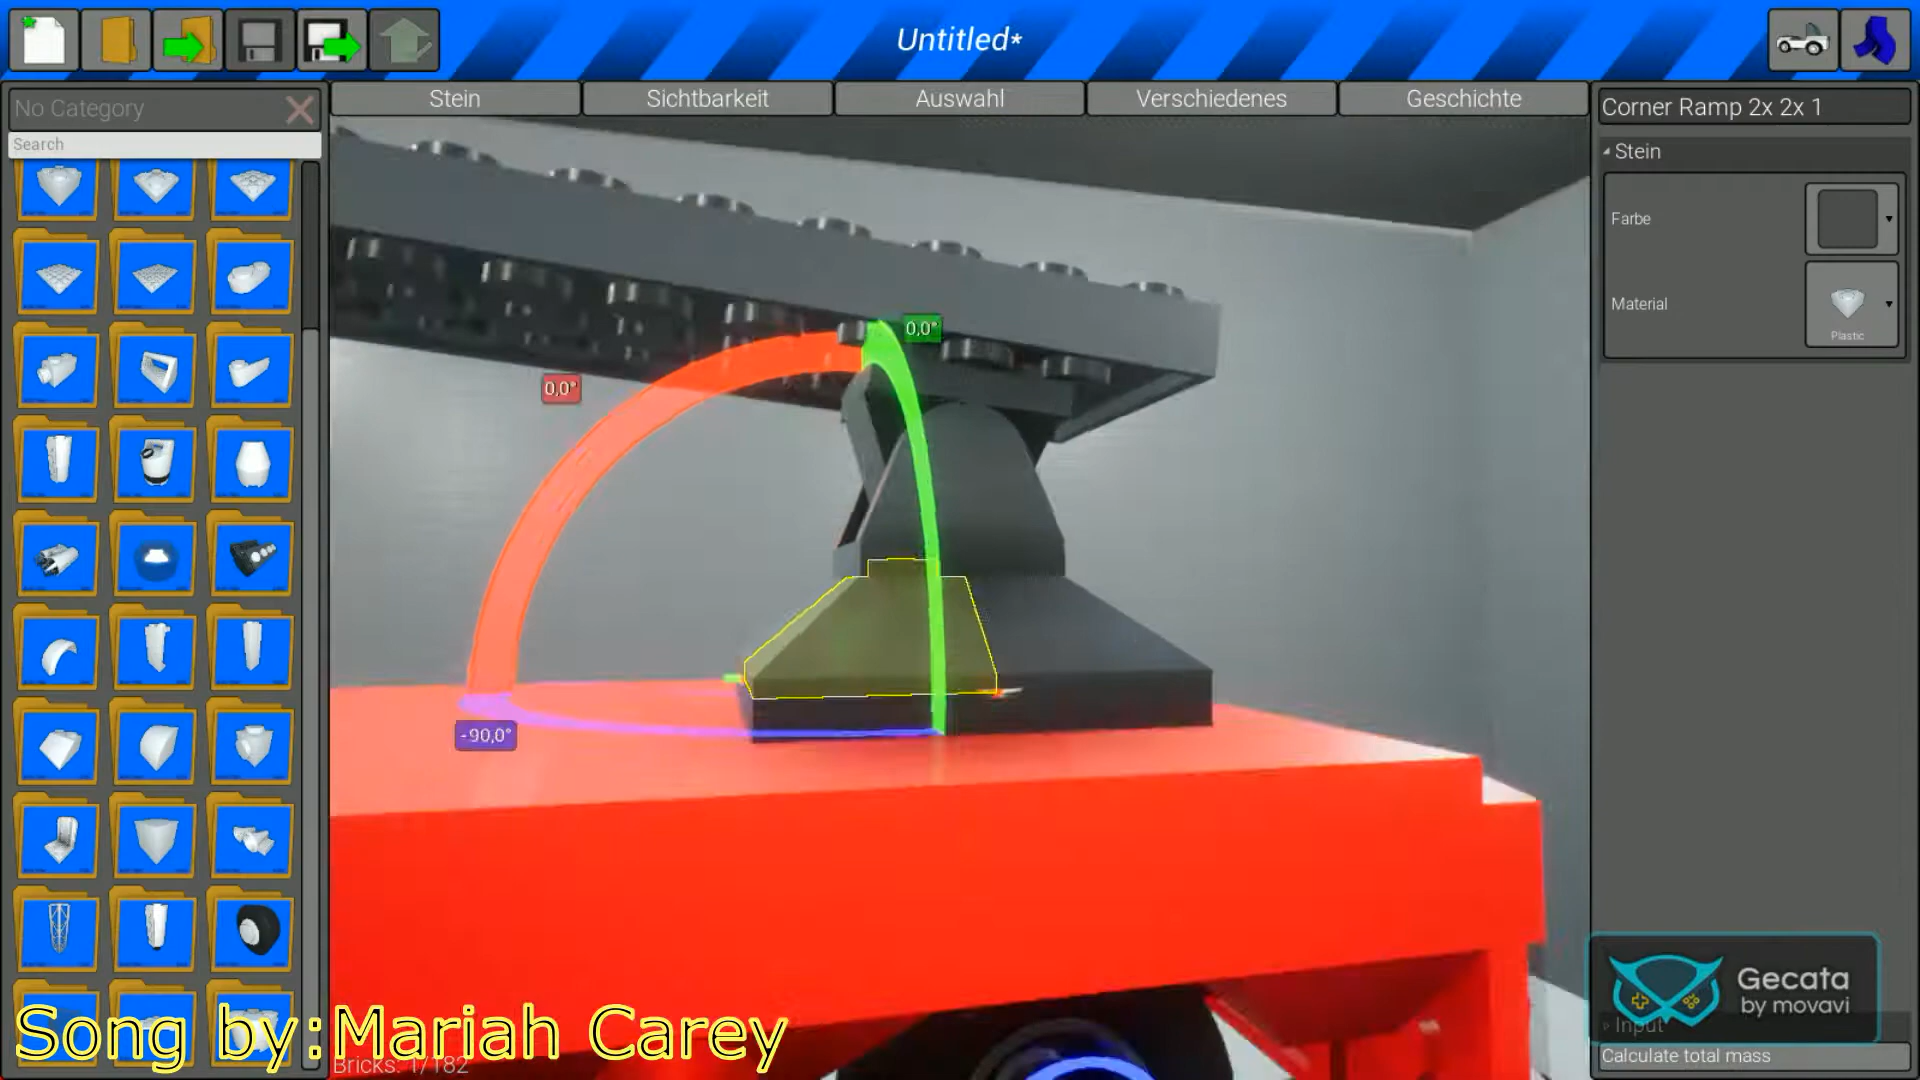 Untitled*
No Category
Search
Stein
Sichtbarkeit
Auswahl
Verschiedenes
Geschichte
Corner Ramp 2x 2x 1
Stein
Farbe
Material
Plastic
0,0°
0,0°
-90,0°
Gecata
by movavi
Input
Calculate total mass
Song by:Mariah Carey
Bricks: 1/182